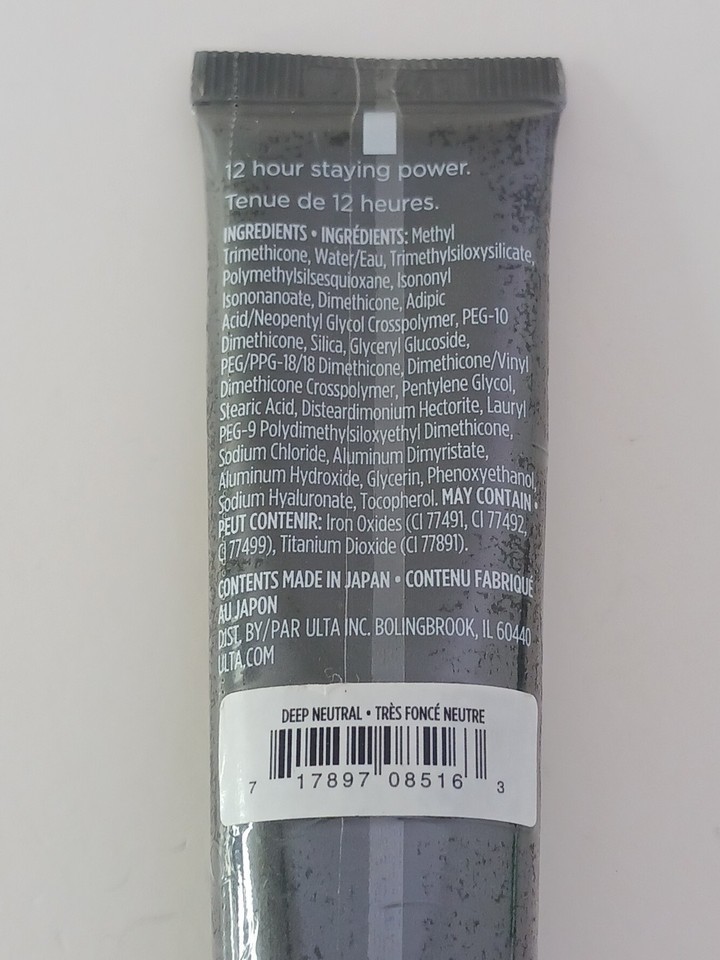 12 hour staying power.
Tenue de 12 heures.
INGREDIENTS • INGRÉDIENTS: Methyl
Trimethicone, Water/Eau, Trimethylsiloxysilicate,
Polymethylsilsesquioxane, Isononyl
Isononanoate, Dimethicone, Adipic
Acid/Neopentyl Glycol Crosspolymer, PEG-10
Dimethicone, Silica, Glyceryl Glucoside,
PEG/PPG-18/18 Dimethicone, Dimethicone/Vinyl
Dimethicone Crosspolymer, Pentylene Glycol,
Stearic Acid, Disteardimonium Hectorite, Lauryl
PEG-9 Polydimethylsiloxyethyl Dimethicone,
Sodium Chloride, Aluminum Dimyristate,
Aluminum Hydroxide, Glycerin, Phenoxyethanol,
Sodium Hyaluronate, Tocopherol. MAY CONTAIN •
PEUT CONTENIR: Iron Oxides (CI 77491, CI 77492,
CI 77499), Titanium Dioxide (CI 77891).
CONTENTS MADE IN JAPAN • CONTENU FABRIQUÉ
AU JAPON
DIST. BY/PAR ULTA INC. BOLINGBROOK, IL 60440
ULTA.COM
DEEP NEUTRAL • TRÈS FONCÉ NEUTRE
7 17897 08516 3